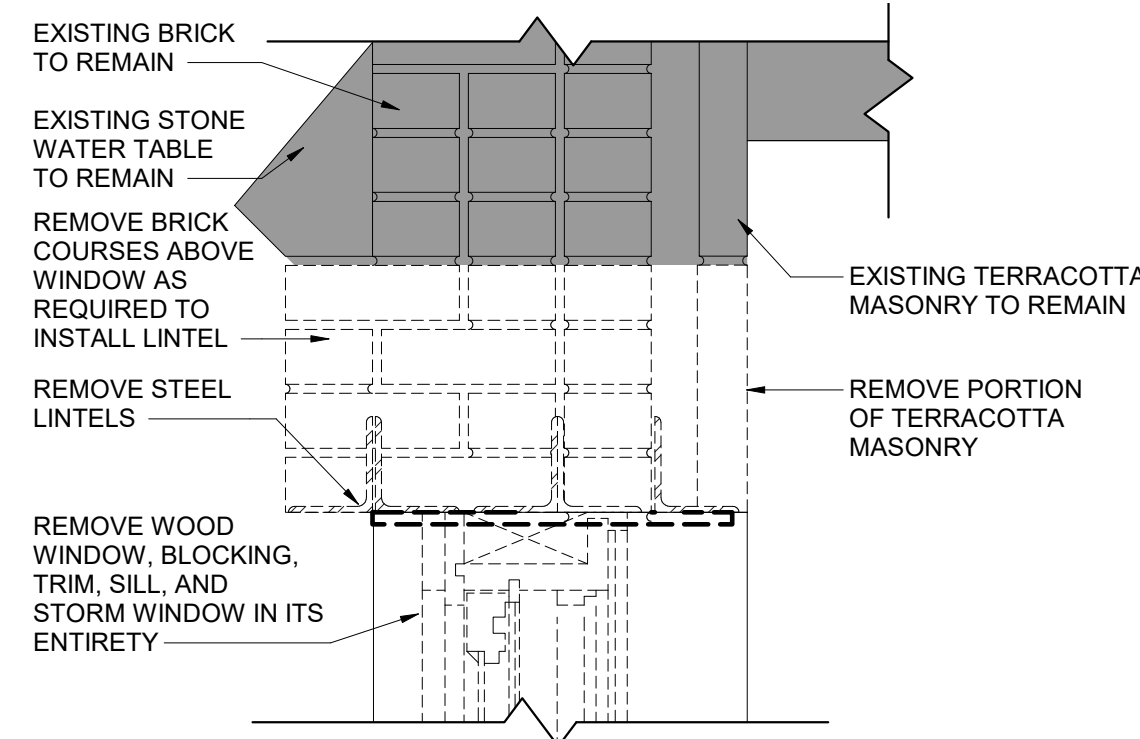 EXISTING BRICK
TO REMAIN
EXISTING STONE
WATER TABLE
TO REMAIN
REMOVE BRICK
COURSES ABOVE
WINDOW AS
REQUIRED TO
INSTALL LINTEL
REMOVE STEEL
LINTELS
REMOVE WOOD
WINDOW, BLOCKING,
TRIM, SILL, AND
STORM WINDOW IN ITS
ENTIRETY
EXISTING TERRACOTTA
MASONRY TO REMAIN
REMOVE PORTION
OF TERRACOTTA
MASONRY